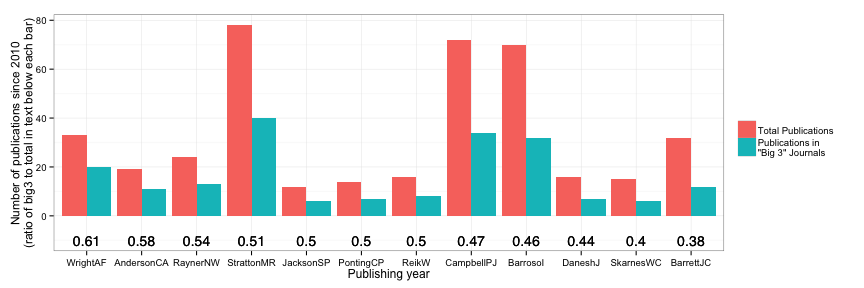 Number of publications since 2010
(ratio of big3 to total in text below each bar)
80
60
40
20
0
0.61 0.58 0.54 0.51 0.5 0.5 0.5 0.47 0.46 0.44 0.4 0.38
WrightAF AndersonCA RaynerNW StrattonMR JacksonSP PontingCP ReikW CampbellPJ BarrosoI DaneshJ SkarnesWC BarrettJC
Publishing year
Total Publications
Publications in
"Big 3" Journals